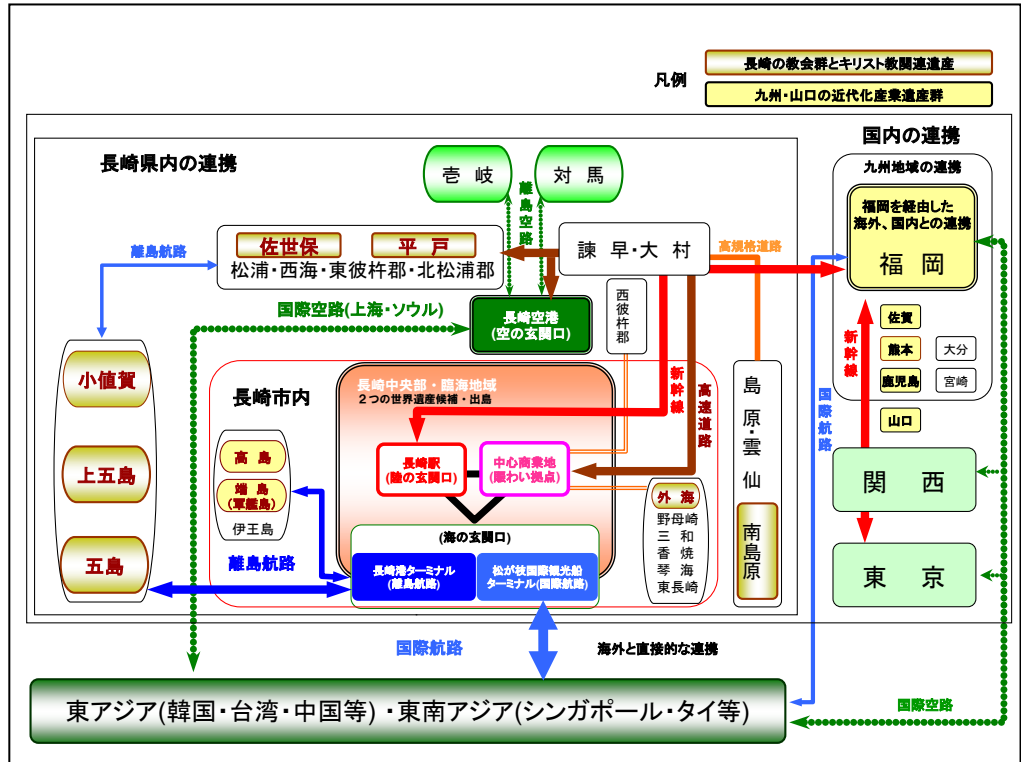 凡例
長崎の教会群とキリスト教関連遺産
九州・山口の近代化産業遺産群
国内の連携
長崎県内の連携
九州地域の連携
壱 岐
対 馬
離島空路
福岡を経由した
海外、国内との連携
福 岡
佐世保
平 戸
松浦・西海・東彼杵郡・北松浦郡
諫 早・大 村
高規格道路
離島航路
国際空路(上海・ソウル)
長崎空港
(空の玄関口)
西彼杵郡
佐賀
熊本
大分
鹿児島
宮崎
山口
新幹線
国際航路
小値賀
上五島
五島
長崎市内
長崎中央部・臨海地域
2つの世界遺産候補・出島
新幹線
高速道路
島 原・雲 仙
南島原
高 島
端 島
(軍艦島)
伊王島
長崎駅
(陸の玄関口)
中心商業地
(賑わい拠点)
外 海
野母崎
三 和
香 焼
琴 海
東長崎
関 西
東 京
(海の玄関口)
離島航路
長崎港ターミナル
(離島航路)
松が枝国際観光船
ターミナル(国際航路)
国際航路
海外と直接的な連携
東アジア(韓国・台湾・中国等)・東南アジア(シンガポール・タイ等)
国際空路